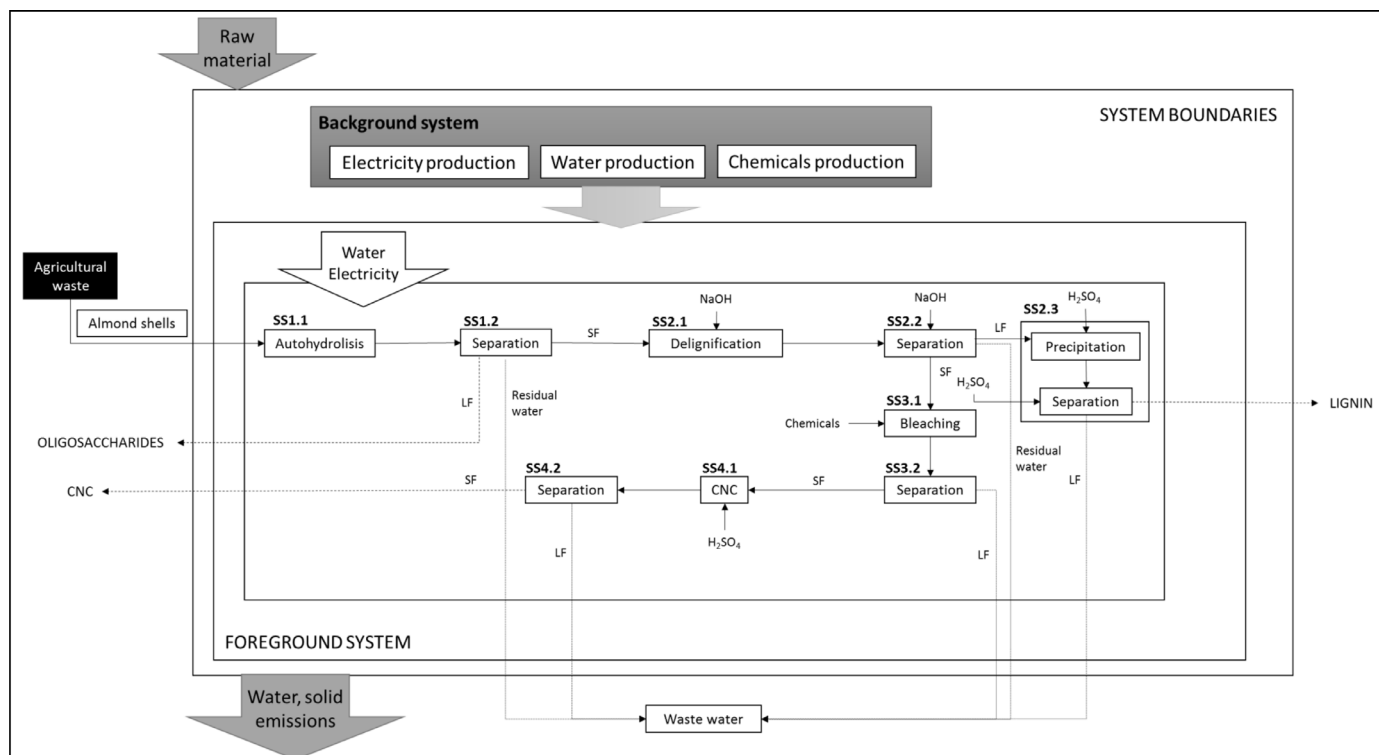 Raw
material
SYSTEM BOUNDARIES
Background system
Electricity production
Water production
Chemicals production
Water
Electricity
Agricultural
waste
Almond shells
SS1.1
Autohydrolisis
SS1.2
Separation
SF
NaOH
SS2.1
Delignification
NaOH
SS2.2
Separation
LF
H₂SO₄
SS2.3
Precipitation
Separation
H₂SO₄
LIGNIN
LF
Residual
water
SF
SS3.1
Chemicals
Bleaching
Residual
water
LF
OLIGOSACCHARIDES
CNC
SF
SS4.2
Separation
SS4.1
CNC
SF
SS3.2
Separation
LF
H₂SO₄
LF
FOREGROUND SYSTEM
Water, solid
emissions
Waste water